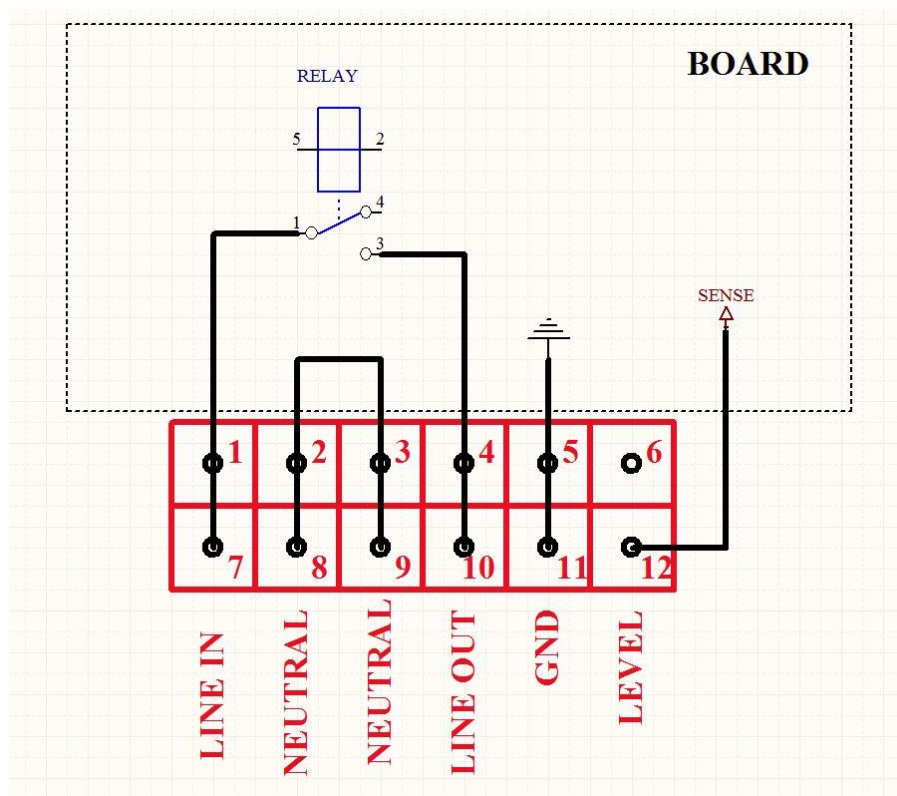 BOARD
RELAY
5
2
4
1
3
SENSE
1
2
3
4
5
6
7
8
9
10
11
12
LINE IN
NEUTRAL
NEUTRAL
LINE OUT
GND
LEVEL